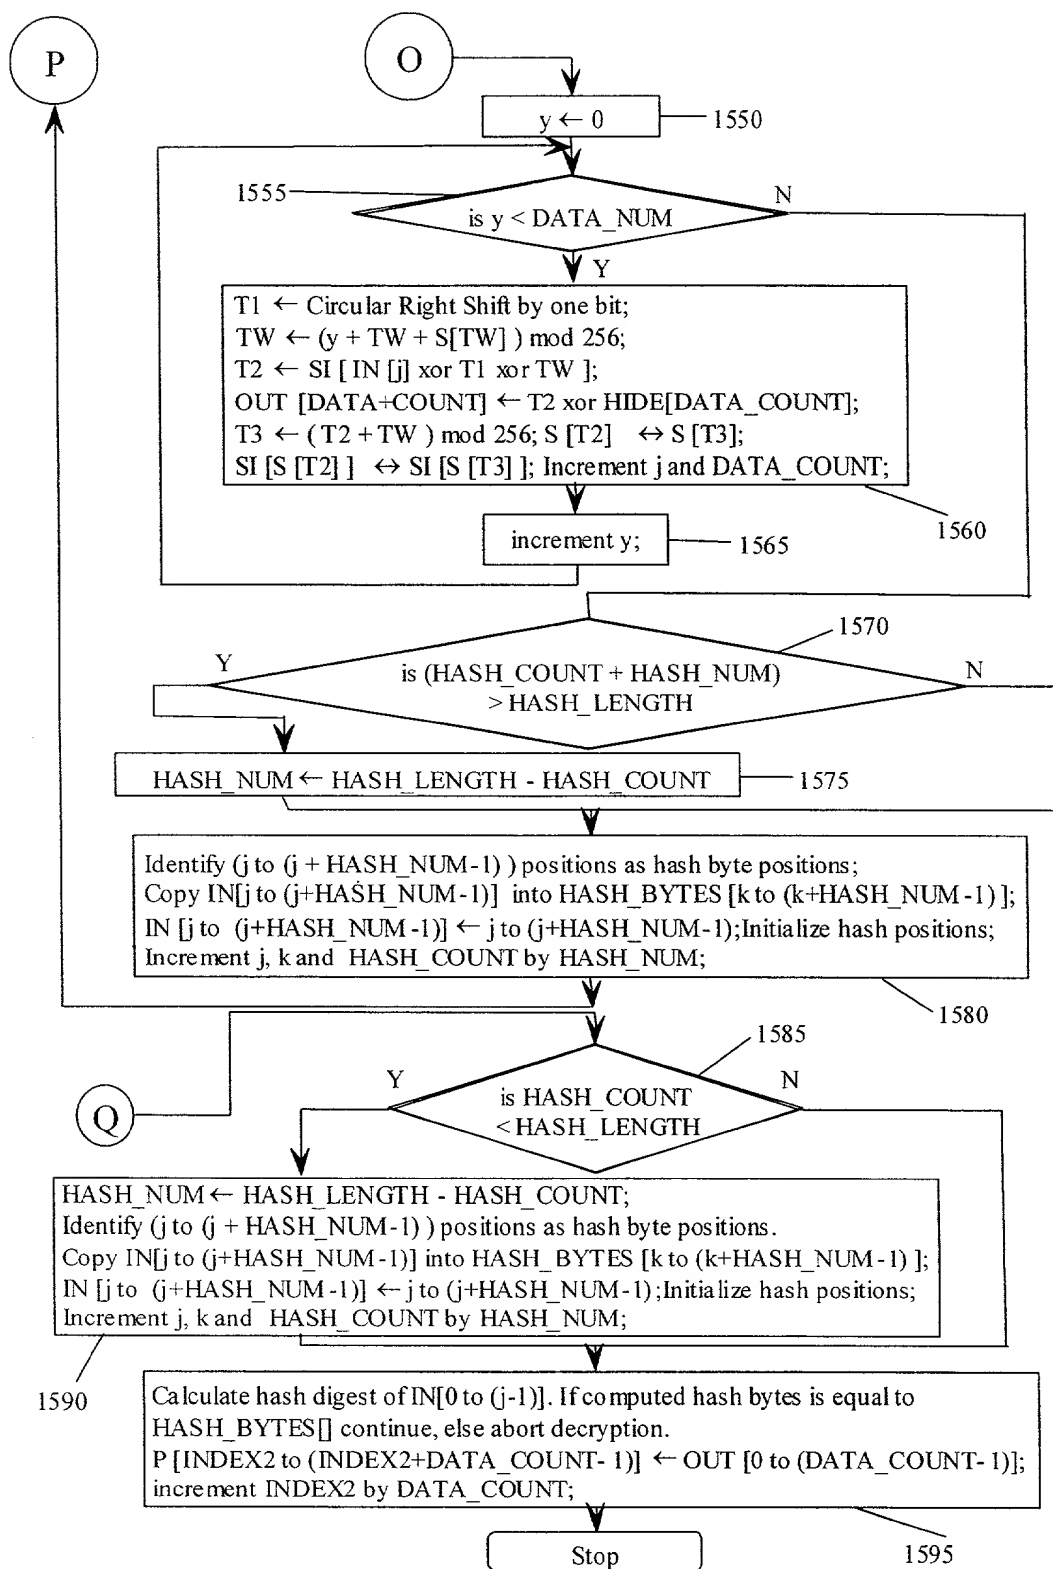 P
O
y ← 0
1550
1555
N
is y < DATA_NUM
Y
T1 ← Circular Right Shift by one bit;
TW ← (y + TW + S[TW] ) mod 256;
T2 ← SI [ IN [j] xor T1 xor TW ];
OUT [DATA+COUNT] ← T2 xor HIDE[DATA_COUNT];
T3 ← ( T2 + TW ) mod 256; S [T2] ↔ S [T3];
SI [S [T2] ] ↔ SI [S [T3] ]; Increment j and DATA_COUNT;
1560
increment y;
1565
1570
Y
N
is (HASH_COUNT + HASH_NUM)
> HASH_LENGTH
HASH_NUM ← HASH_LENGTH - HASH_COUNT
1575
Identify (j to (j + HASH_NUM-1) ) positions as hash byte positions;
Copy IN[j to (j+HASH_NUM-1)] into HASH_BYTES [k to (k+HASH_NUM-1) ];
IN [j to (j+HASH_NUM-1)] ← j to (j+HASH_NUM-1);Initialize hash positions;
Increment j, k and HASH_COUNT by HASH_NUM;
1580
1585
Y
N
is HASH_COUNT
< HASH_LENGTH
Q
HASH_NUM ← HASH_LENGTH - HASH_COUNT;
Identify (j to (j + HASH_NUM-1) ) positions as hash byte positions.
Copy IN[j to (j+HASH_NUM-1)] into HASH_BYTES [k to (k+HASH_NUM-1) ];
IN [j to (j+HASH_NUM-1)] ← j to (j+HASH_NUM-1);Initialize hash positions;
Increment j, k and HASH_COUNT by HASH_NUM;
1590
Calculate hash digest of IN[0 to (j-1)]. If computed hash bytes is equal to
HASH_BYTES[] continue, else abort decryption.
P [INDEX2 to (INDEX2+DATA_COUNT- 1)] ← OUT [0 to (DATA_COUNT- 1)];
increment INDEX2 by DATA_COUNT;
1595
Stop